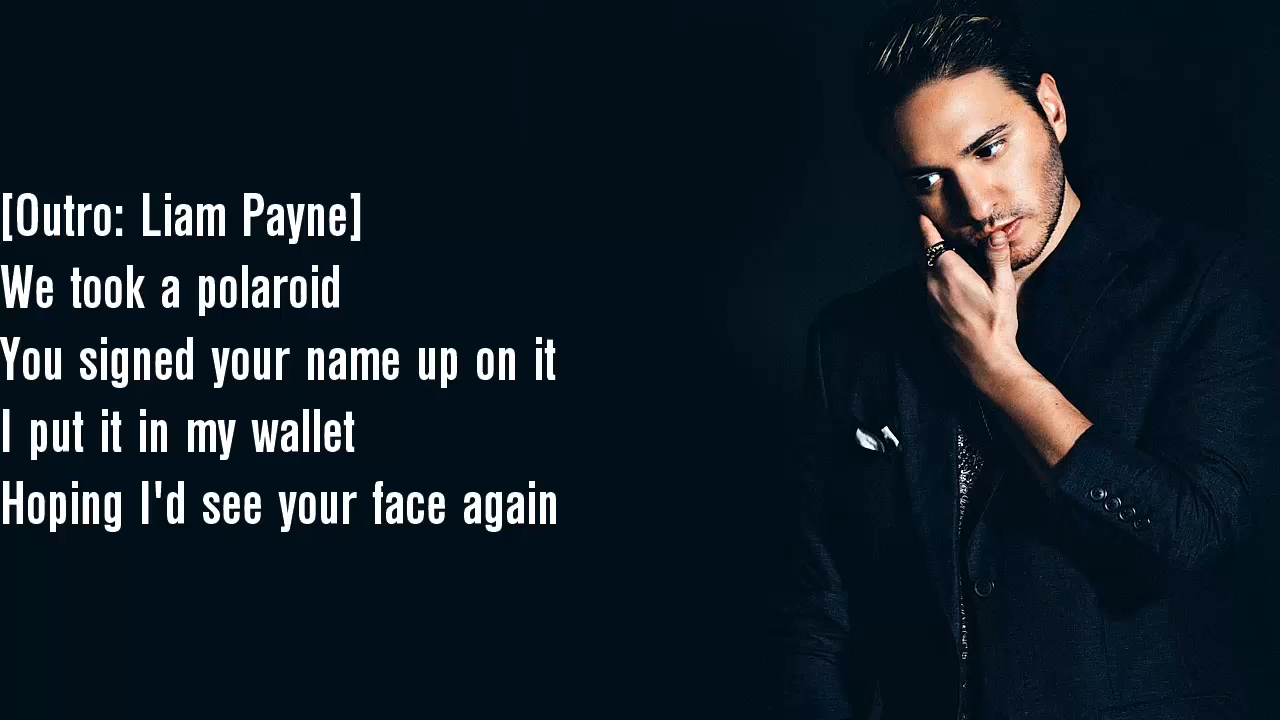 [Outro: Liam Payne]
We took a polaroid
You signed your name up on it
I put it in my wallet
Hoping I'd see your face again